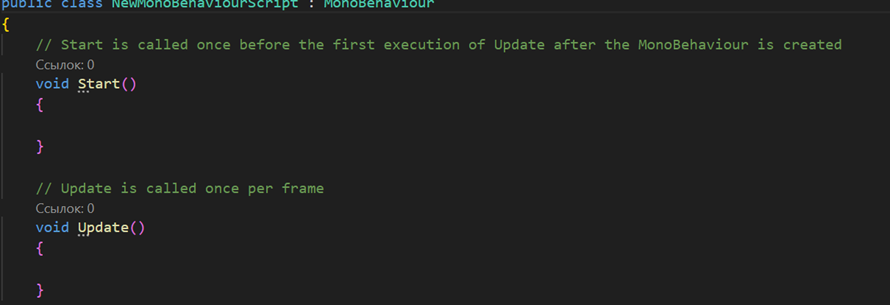 public class NewMonoBehaviourScript : MonoBehaviour
{
// Start is called once before the first execution of Update after the MonoBehaviour is created
Ссылок: 0
void Start()
{
}
// Update is called once per frame
Ссылок: 0
void Update()
{
}